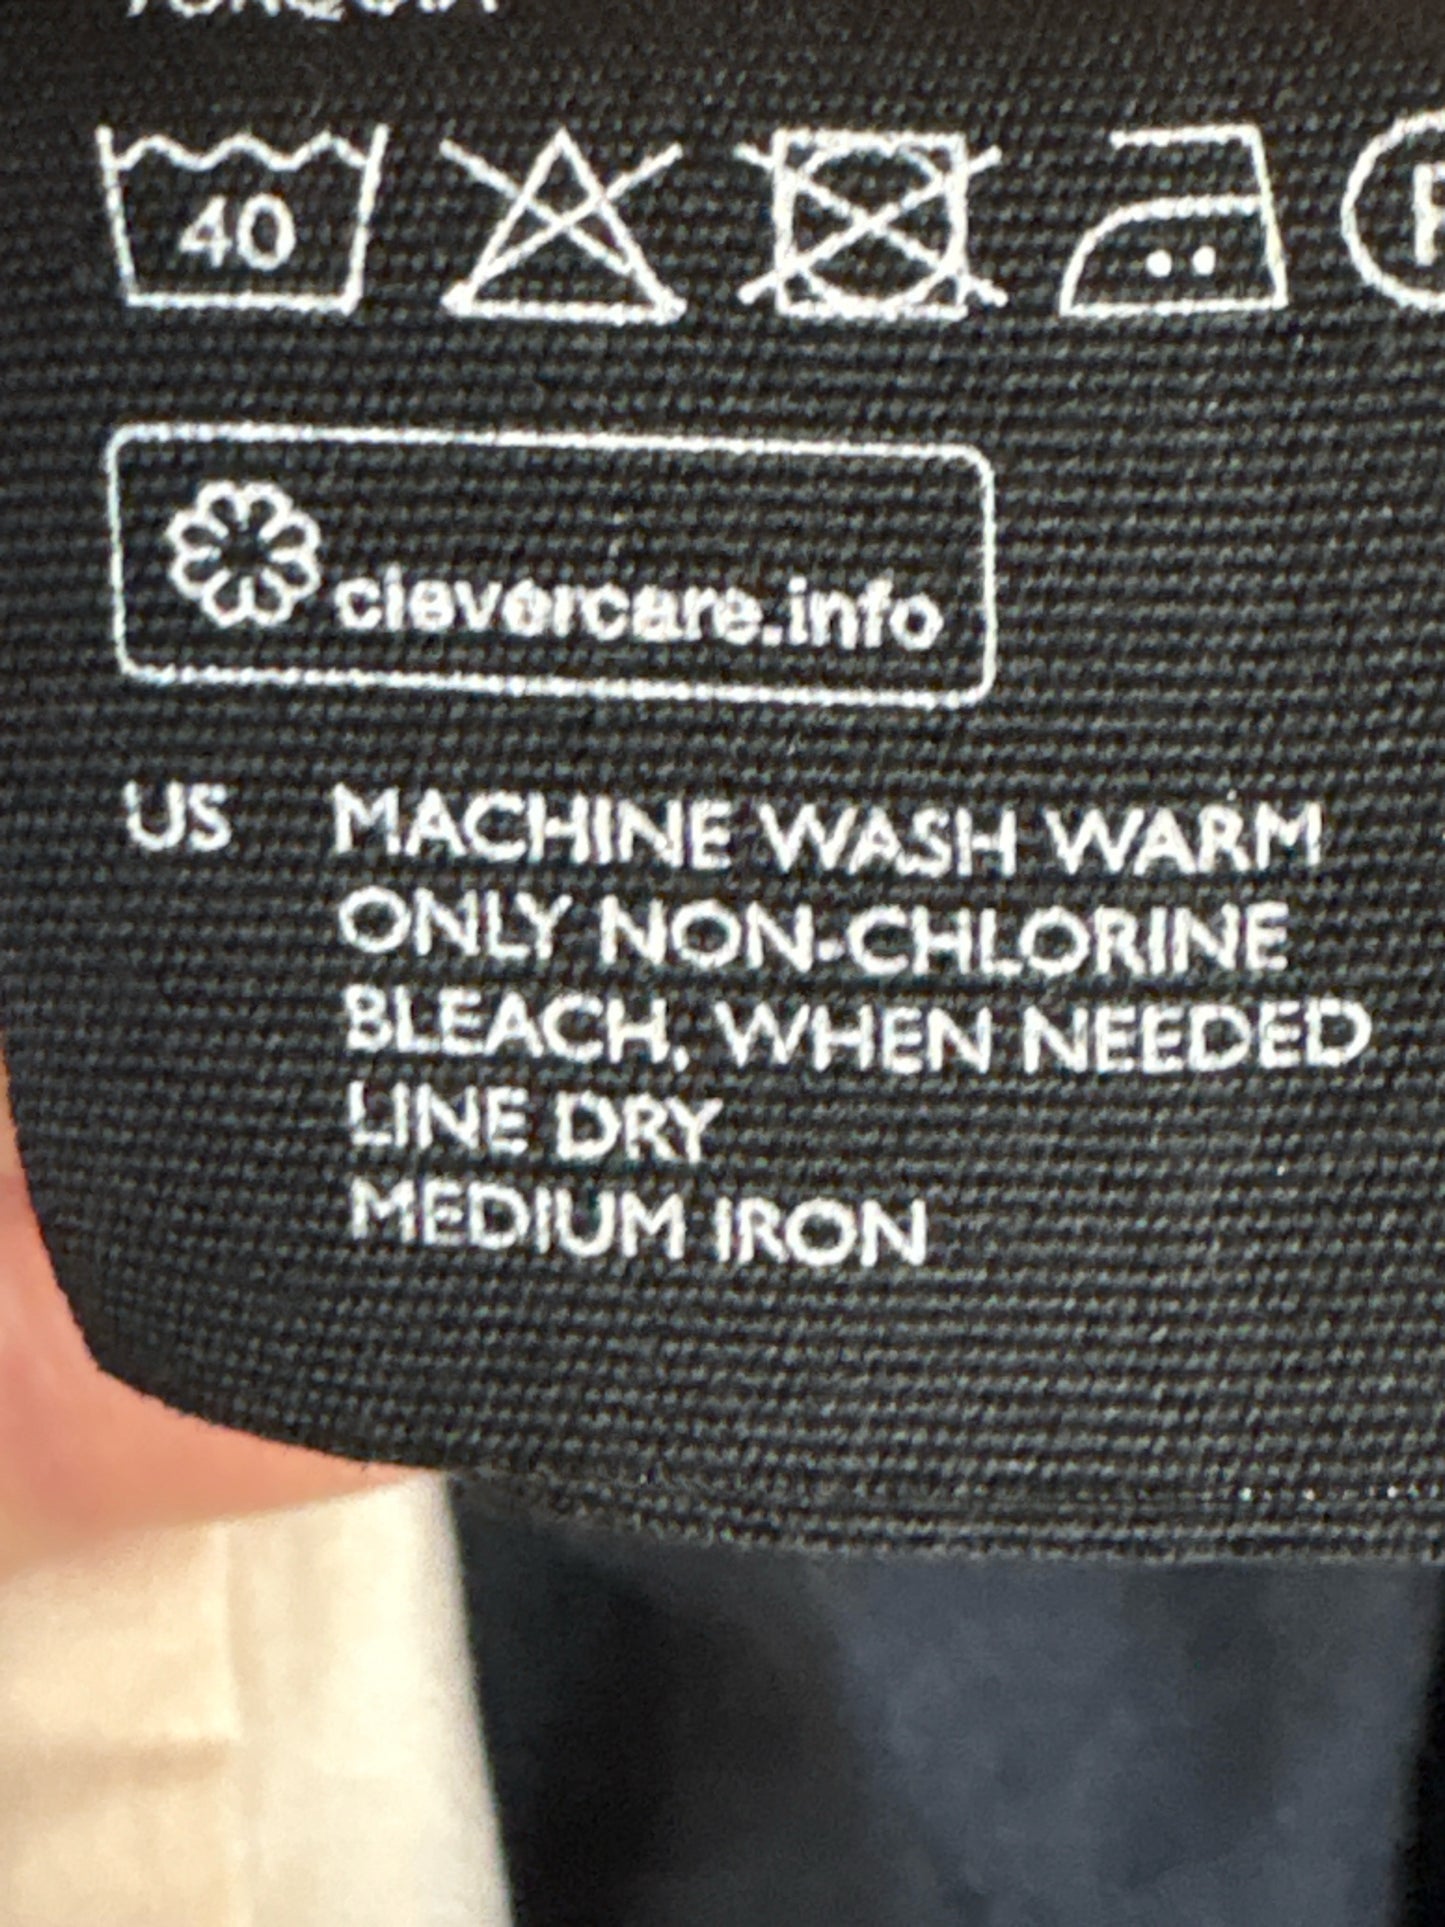 40
clevercare.info
US MACHINE WASH WARM
ONLY NON-CHLORINE
BLEACH, WHEN NEEDED
LINE DRY
MEDIUM IRON